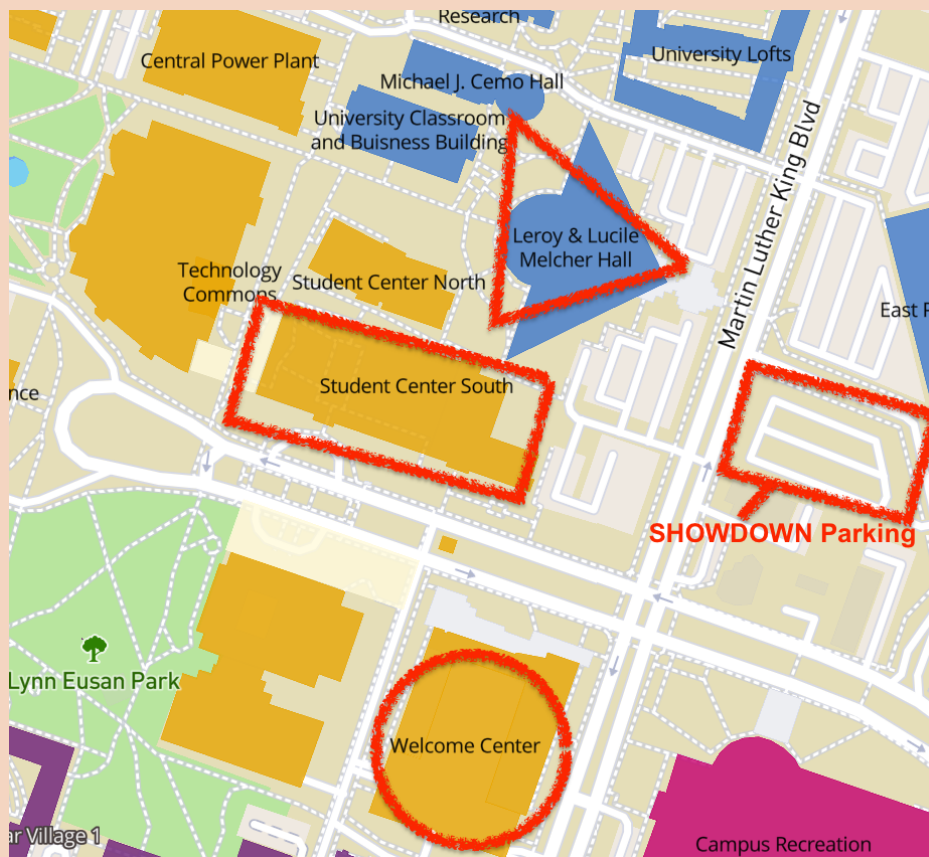 Research
Central Power Plant
University Lofts
Michael J. Cemo Hall
University Classroom
and Buisness Building
Martin Luther King Blvd
Leroy & Lucile
Melcher Hall
Technology
Commons
Student Center North
East
Student Center South
nce
SHOWDOWN Parking
Lynn Eusan Park
Welcome Center
ar Village 1
Campus Recreation